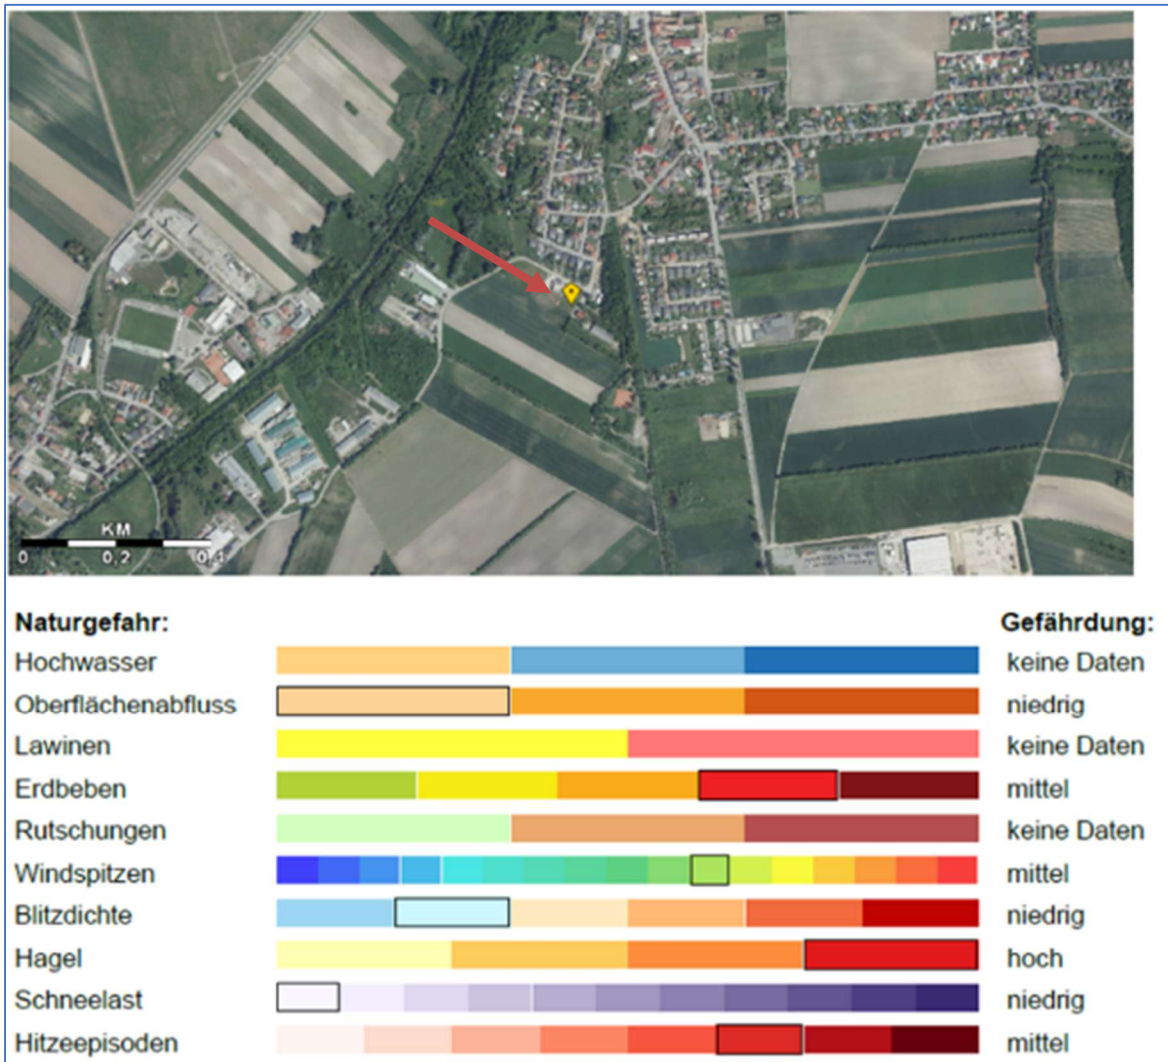 KM
0 0,2 0,4
Naturgefahr: Gefährdung:
Hochwasser keine Daten
Oberflächenabfluss niedrig
Lawinen keine Daten
Erdbeben mittel
Rutschungen keine Daten
Windspitzen mittel
Blitzdichte niedrig
Hagel hoch
Schneelast niedrig
Hitzeepisoden mittel